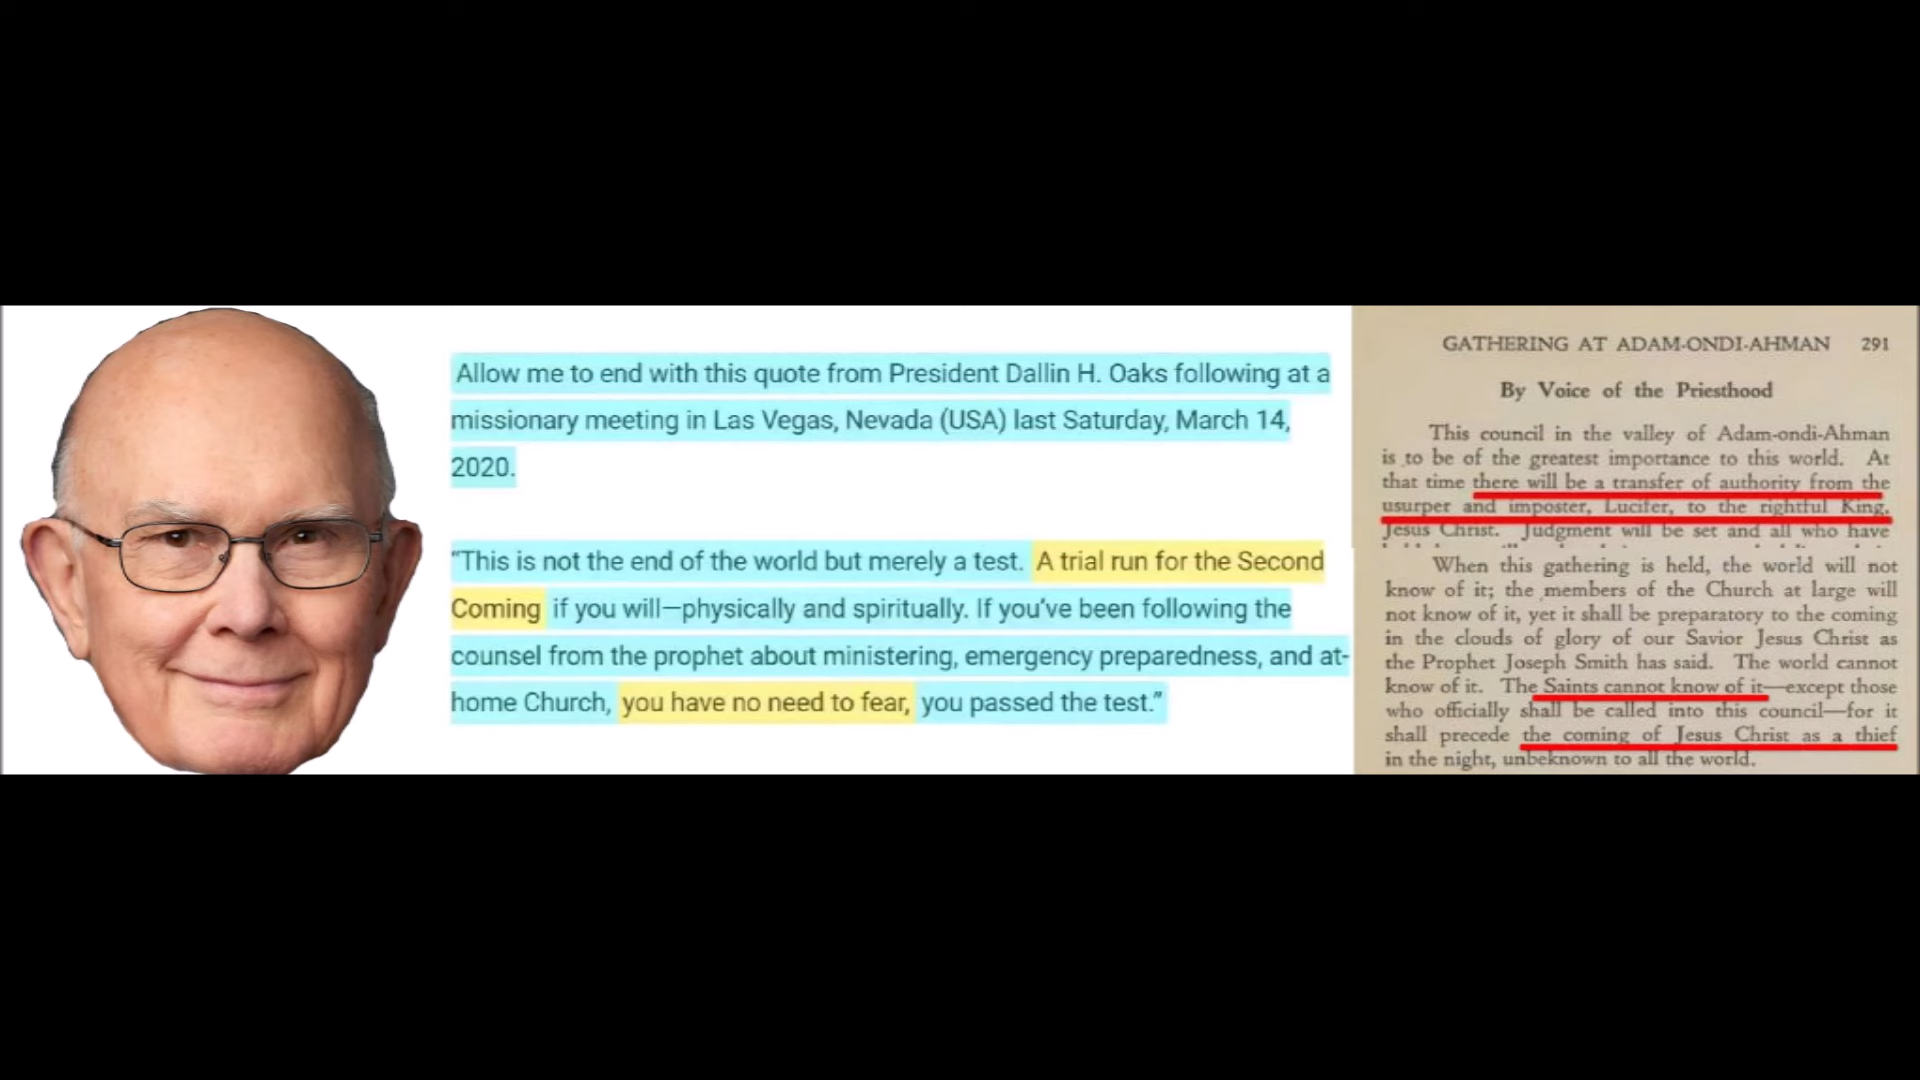 Allow me to end with this quote from President Dallin H. Oaks following at a
missionary meeting in Las Vegas, Nevada (USA) last Saturday, March 14,
2020.
“This is not the end of the world but merely a test. A trial run for the Second
Coming if you will—physically and spiritually. If you’ve been following the
counsel from the prophet about ministering, emergency preparedness, and at-
home Church, you have no need to fear, you passed the test.”
GATHERING AT ADAM-ONDI-AHMAN 291
By Voice of the Priesthood
This council in the valley of Adam-ondi-Ahman
is to be of the greatest importance to this world. At
that time there will be a transfer of authority from the
usurper and imposter, Lucifer, to the rightful King,
Jesus Christ. Judgment will be set and all who have
When this gathering is held, the world will not
know of it; the members of the Church at large will
not know of it, yet it shall be preparatory to the coming
in the clouds of glory of our Savior Jesus Christ as
the Prophet Joseph Smith has said. The world cannot
know of it. The Saints cannot know of it—except those
who officially shall be called into this council—for it
shall precede the coming of Jesus Christ as a thief
in the night, unbeknown to all the world.